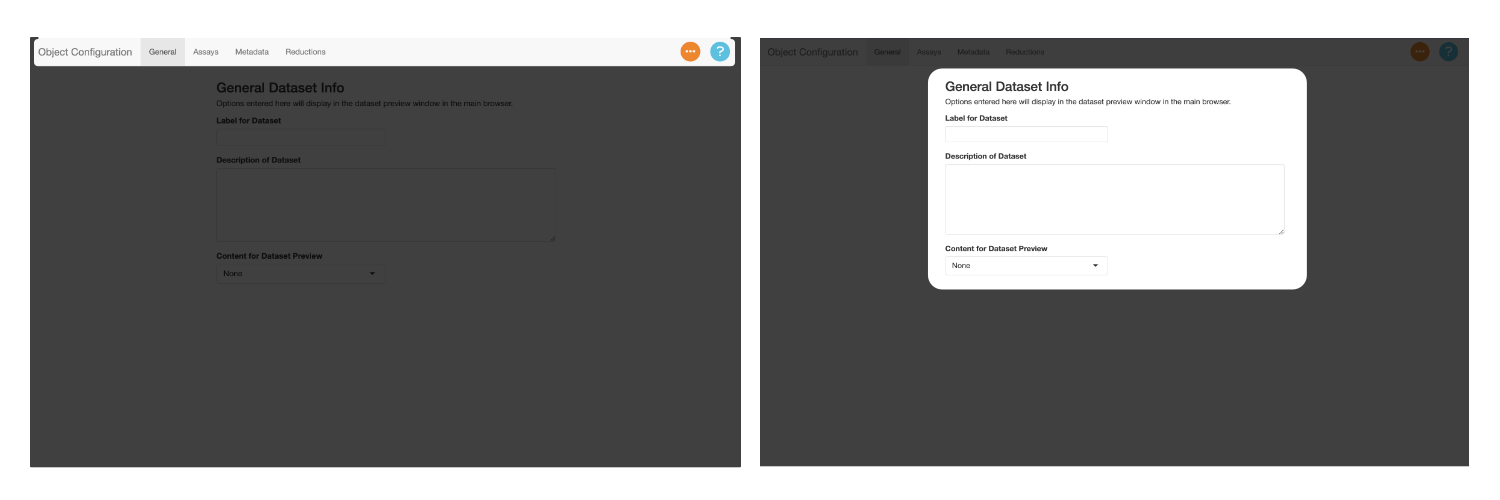 Object Configuration General Assays Metadata Reductions ... ?
General Dataset Info
Options entered here will display in the dataset preview window in the main browser.
Label for Dataset
Description of Dataset
Content for Dataset Preview
None
Object Configuration General Assays Metadata Reductions ... ?
General Dataset Info
Options entered here will display in the dataset preview window in the main browser.
Label for Dataset
Description of Dataset
Content for Dataset Preview
None